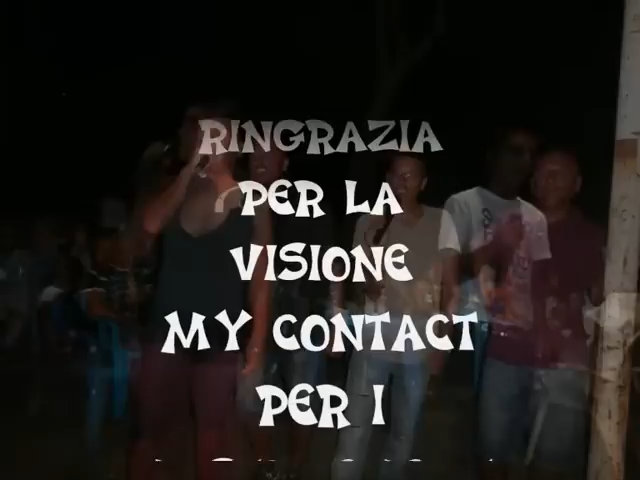 RINGRAZIA
PER LA
VISIONE
MY CONTACT
PER I